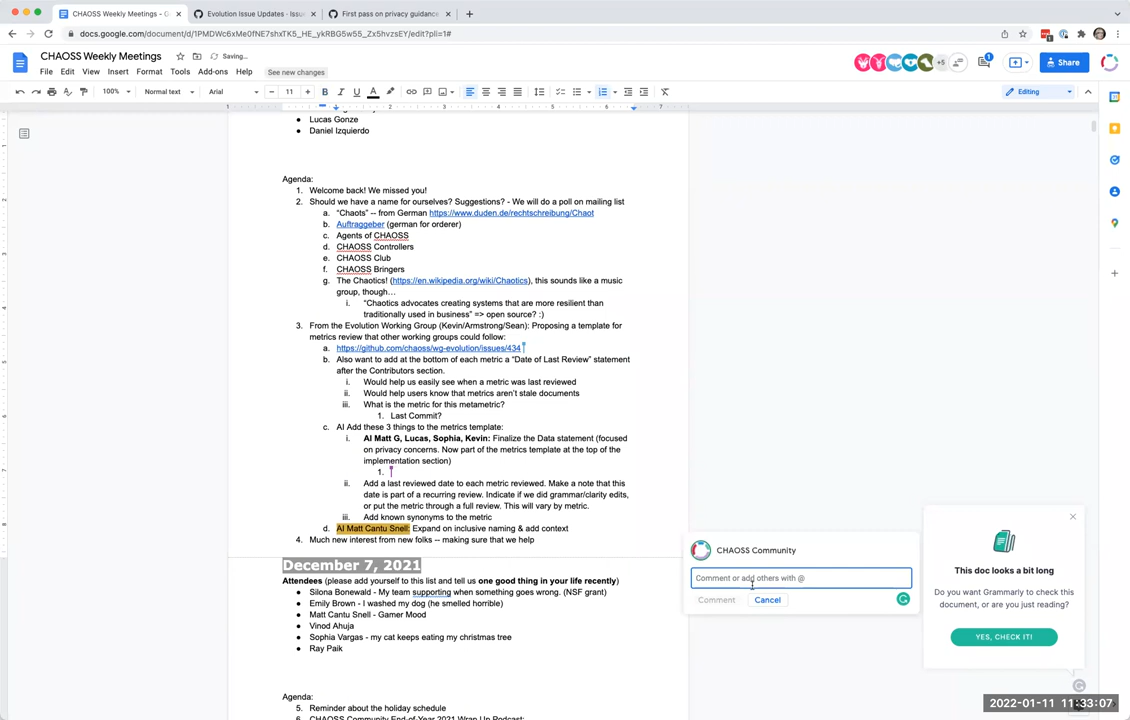 CHAOSS Weekly Meetings - G
Evolution Issue Updates - Issu
First pass on privacy guidance
docs.google.com/document/d/1PMDWc6xMe0fNE7shxTK5_HE_ykRBG5w55_Zx5hvzsEY/edit?pli=1#
CHAOSS Weekly Meetings
Saving...
File Edit View Insert Format Tools Add-ons Help
See new changes
+5
1
Share
100%
Normal text
Arial
11
B I U A
Editing
1 1 2 3 4 5 6 7
Lucas Gonze
Daniel Izquierdo
Agenda:
1. Welcome back! We missed you!
2. Should we have a name for ourselves? Suggestions? - We will do a poll on mailing list
a. "Chaots" -- from German https://www.duden.de/rechtschreibung/Chaot
b. Auftraggeber (german for orderer)
c. Agents of CHAOSS
d. CHAOSS Controllers
e. CHAOSS Club
f. CHAOSS Bringers
g. The Chaotics! (https://en.wikipedia.org/wiki/Chaotics), this sounds like a music
group, though…
i. "Chaotics advocates creating systems that are more resilient than
traditionally used in business" => open source? :)
3. From the Evolution Working Group (Kevin/Armstrong/Sean): Proposing a template for
metrics review that other working groups could follow:
a. https://github.com/chaoss/wg-evolution/issues/434
b. Also want to add at the bottom of each metric a "Date of Last Review" statement
after the Contributors section.
i. Would help us easily see when a metric was last reviewed
ii. Would help users know that metrics aren't stale documents
iii. What is the metric for this metametric?
1. Last Commit?
c. AI Add these 3 things to the metrics template:
i. AI Matt G, Lucas, Sophia, Kevin: Finalize the Data statement (focused
on privacy concerns. Now part of the metrics template at the top of the
implementation section)
1.
ii. Add a last reviewed date to each metric reviewed. Make a note that this
date is part of a recurring review. Indicate if we did grammar/clarity edits,
or put the metric through a full review. This will vary by metric.
iii. Add known synonyms to the metric
d. AI Matt Cantu Snell: Expand on inclusive naming & add context
4. Much new interest from new folks -- making sure that we help
December 7, 2021
Attendees (please add yourself to this list and tell us one good thing in your life recently)
Silona Bonewald - My team supporting when something goes wrong. (NSF grant)
Emily Brown - I washed my dog (he smelled horrible)
Matt Cantu Snell - Gamer Mood
Vinod Ahuja
Sophia Vargas - my cat keeps eating my christmas tree
Ray Paik
Agenda:
5. Reminder about the holiday schedule
6. CHAOSS Community End-of-Year 2021 Wrap Up Podcast:
CHAOSS Community
Comment or add others with @
Comment
Cancel
This doc looks a bit long
Do you want Grammarly to check this
document, or are you just reading?
YES, CHECK IT!
2022-01-11 11:33:07